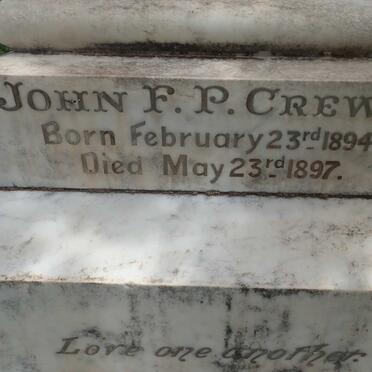 JOHN F. P. CREW
Born February 23rd 1894
Died May 23rd 1897.
Love one another.